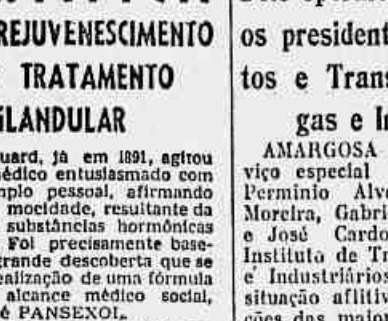 REJUVENESCIMENTO
TRATAMENTO
GLANDULAR
uard, já em 1891, agitou
édico entusiasmado com
mplo pessoal, afirmando
mocidade, resultante da
substâncias hormônicas
Foi precisamente base-
grande descoberta que se
ealização de uma fórmula
alcance médico social,
é PANSEXOL.
os president
tos e Trans
gas e I
AMARGOSA
viço especial
Perminio Alv
Moreira, Gabri
e José Cardo
Instituto de Tr
e Industriários
situação aflitiv
ções das maior